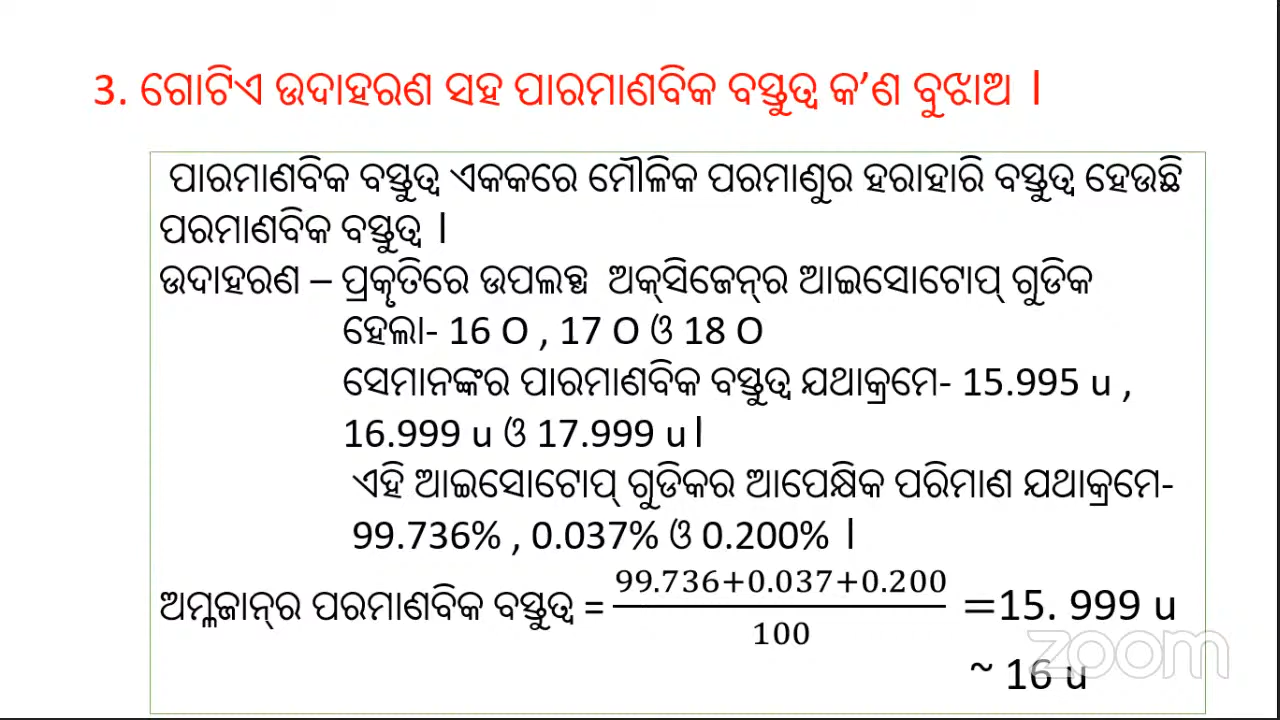 3. ଗୋଟିଏ ଉଦାହରଣ ସହ ପାରମାଣବିକ ବସ୍ତୁତ୍ୱ କ’ଣ ବୁଝାଅ ।
ପାରମାଣବିକ ବସ୍ତୁତ୍ୱ ଏକକରେ ମୌଳିକ ପରମାଣୁର ହରାହାରି ବସ୍ତୁତ୍ୱ ହେଉଛି
ପରମାଣବିକ ବସ୍ତୁତ୍ୱ ।
ଉଦାହରଣ – ପ୍ରକୃତିରେ ଉପଲବ୍ଧ ଅକ୍‌ସିଜେନ୍‌ର ଆଇସୋଟୋପ୍ ଗୁଡିକ
ହେଲା- 16 O , 17 O ଓ 18 O
ସେମାନଙ୍କର ପାରମାଣବିକ ବସ୍ତୁତ୍ୱ ଯଥାକ୍ରମେ- 15.995 u ,
16.999 u ଓ 17.999 u।
ଏହି ଆଇସୋଟୋପ୍ ଗୁଡିକର ଆପେକ୍ଷିକ ପରିମାଣ ଯଥାକ୍ରମେ-
99.736% , 0.037% ଓ 0.200% ।
ଅମ୍ଳଜାନ୍‌ର ପରମାଣବିକ ବସ୍ତୁତ୍ୱ = 99.736+0.037+0.200 / 100 =15. 999 u
~ 16 u
zoom